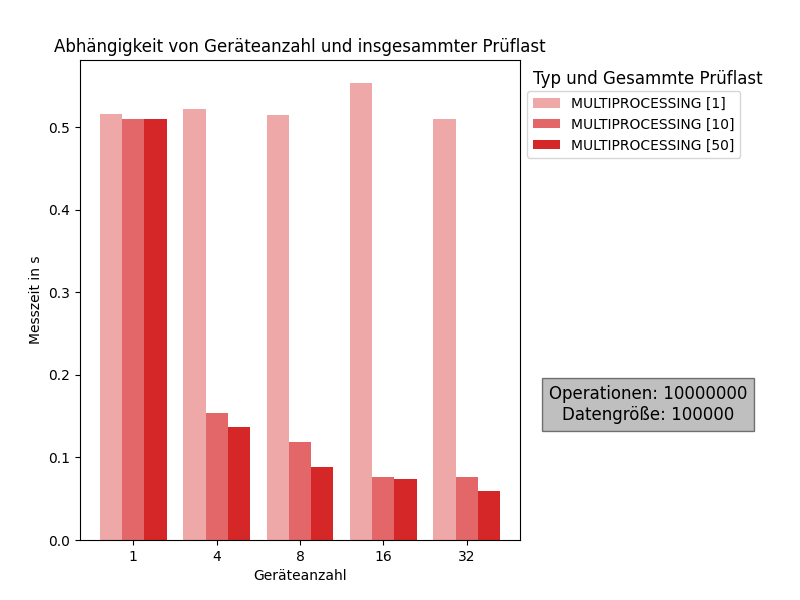 Abhängigkeit von Geräteanzahl und insgesammter Prüflast
Typ und Gesammte Prüflast
MULTIPROCESSING [1]
MULTIPROCESSING [10]
MULTIPROCESSING [50]
Messzeit in s
0.5
0.4
0.3
0.2
0.1
0.0
1
4
8
16
32
Geräteanzahl
Operationen: 10000000
Datengröße: 100000